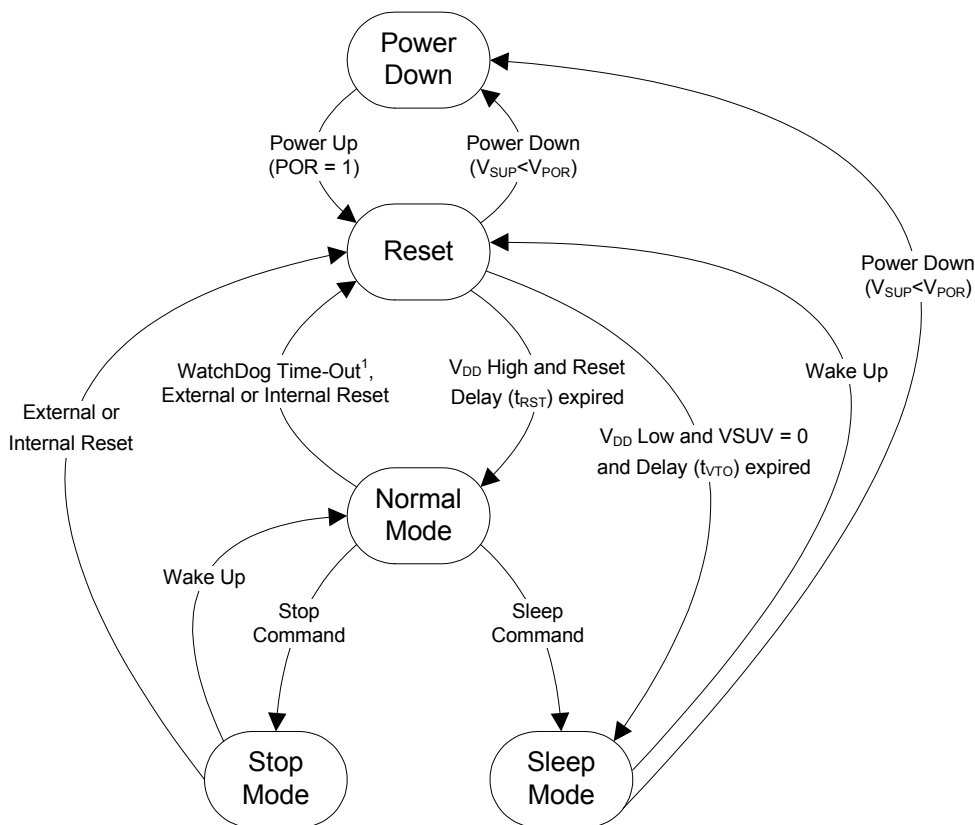 Power
Down
Power Up
(POR = 1)
Power Down
(VSUP<VPOR)
Reset
Power Down
(VSUP<VPOR)
WatchDog Time-Out¹,
External or Internal Reset
VDD High and Reset
Delay (tRST) expired
Wake Up
External or
Internal Reset
VDD Low and VSUV = 0
and Delay (tVTO) expired
Normal
Mode
Wake Up
Stop
Command
Sleep
Command
Stop
Mode
Sleep
Mode